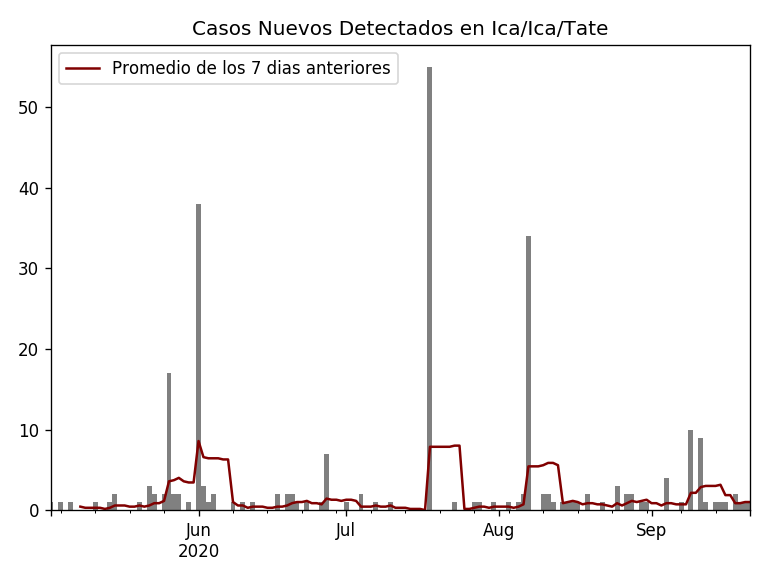 Casos Nuevos Detectados en Ica/Ica/Tate
Promedio de los 7 dias anteriores
50
40
30
20
10
0
Jun
2020
Jul
Aug
Sep